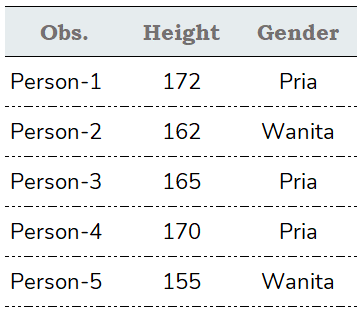 Obs. Height Gender
Person-1 172 Pria
Person-2 162 Wanita
Person-3 165 Pria
Person-4 170 Pria
Person-5 155 Wanita